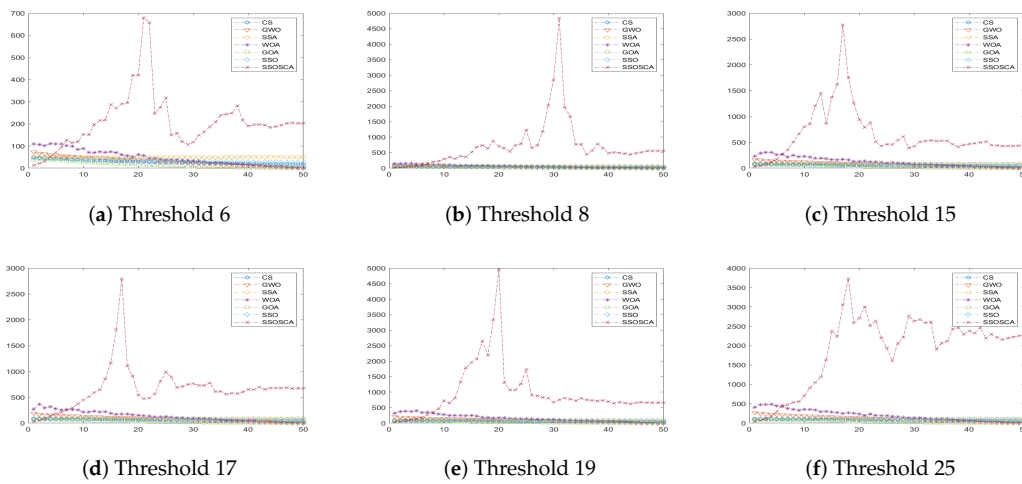 700
600
500
400
300
200
100
0
0 10 20 30 40 50
CS
GWO
SSA
WOA
GOA
SSO
SSOSCA
(a) Threshold 6
5000
4500
4000
3500
3000
2500
2000
1500
1000
500
0
0 10 20 30 40 50
CS
GWO
SSA
WOA
GOA
SSO
SSOSCA
(b) Threshold 8
3000
2500
2000
1500
1000
500
0
0 10 20 30 40 50
CS
GWO
SSA
WOA
GOA
SSO
SSOSCA
(c) Threshold 15
3000
2500
2000
1500
1000
500
0
0 10 20 30 40 50
CS
GWO
SSA
WOA
GOA
SSO
SSOSCA
(d) Threshold 17
5000
4500
4000
3500
3000
2500
2000
1500
1000
500
0
0 10 20 30 40 50
CS
GWO
SSA
WOA
GOA
SSO
SSOSCA
(e) Threshold 19
4000
3500
3000
2500
2000
1500
1000
500
0
0 10 20 30 40 50
CS
GWO
SSA
WOA
GOA
SSO
SSOSCA
(f) Threshold 25